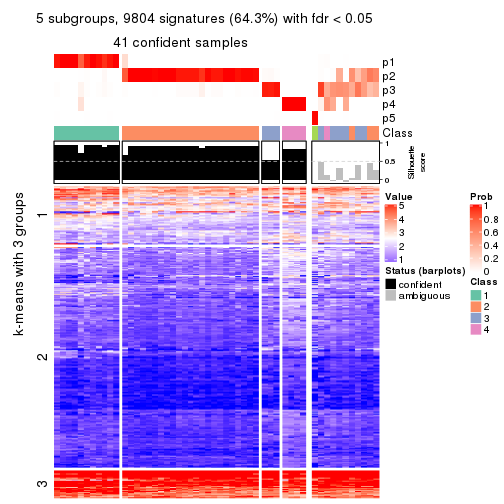 5 subgroups, 9804 signatures (64.3%) with fdr < 0.05
41 confident samples
p1
p2
p3
p4
p5
Class
1
0.5
0
Silhouette
score
k-means with 3 groups
1
2
3
Value
5
4
3
2
1
Status (barplots)
confident
ambiguous
Prob
1
0.8
0.6
0.4
0.2
0
Class
1
2
3
4